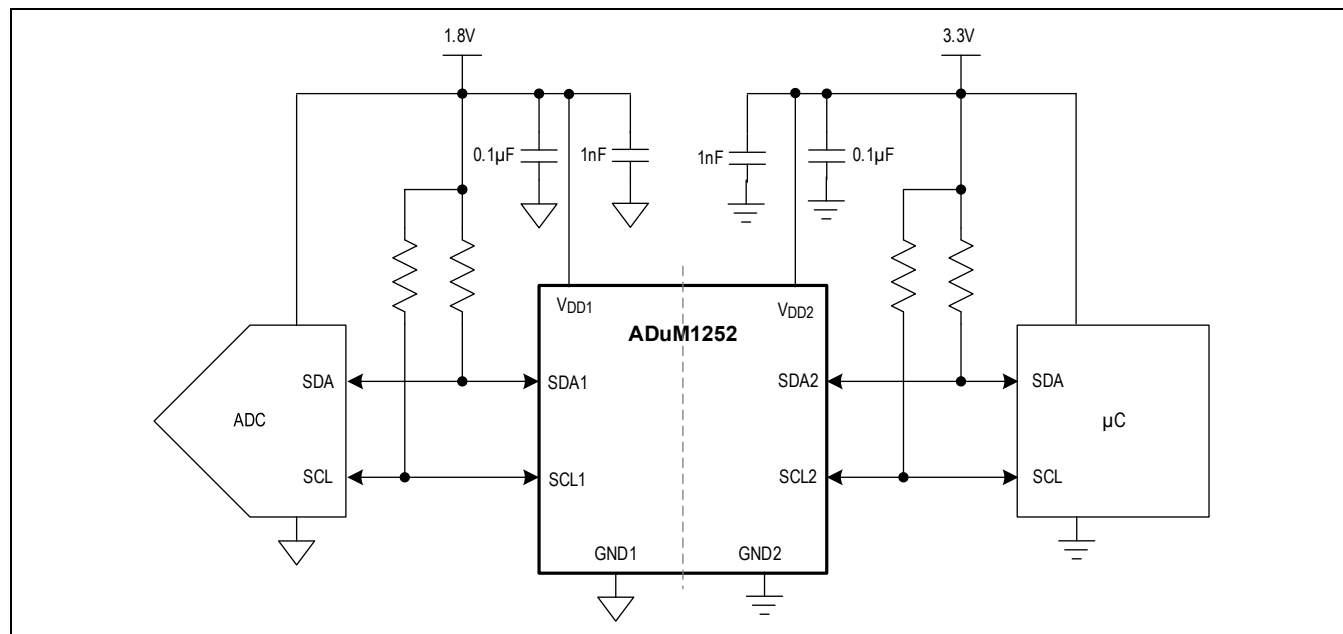 1.8V
3.3V
0.1µF
1nF
1nF
0.1µF
VDD1
VDD2
ADuM1252
SDA
SDA1
SDA2
SDA
ADC
µC
SCL
SCL1
SCL2
SCL
GND1
GND2